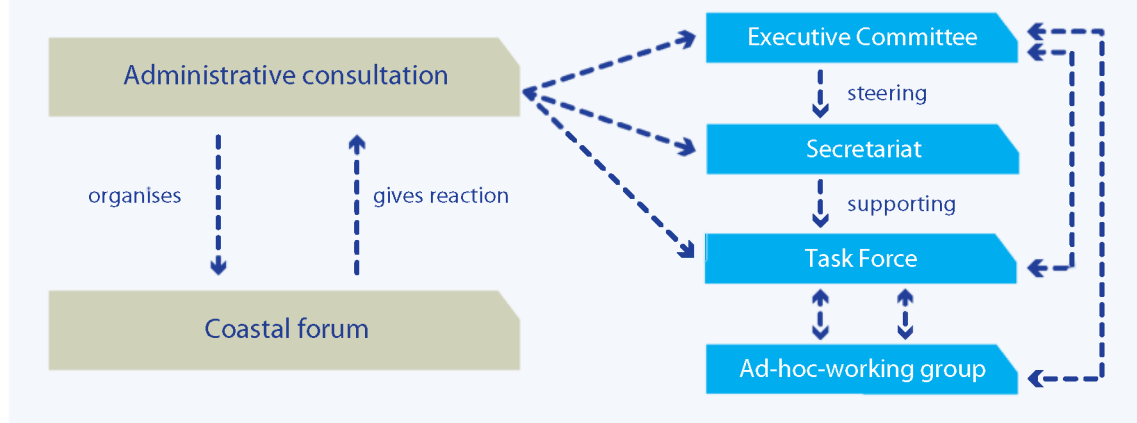 Administrative consultation
Executive Committee
steering
Secretariat
organises
gives reaction
supporting
Task Force
Coastal forum
Ad-hoc-working group